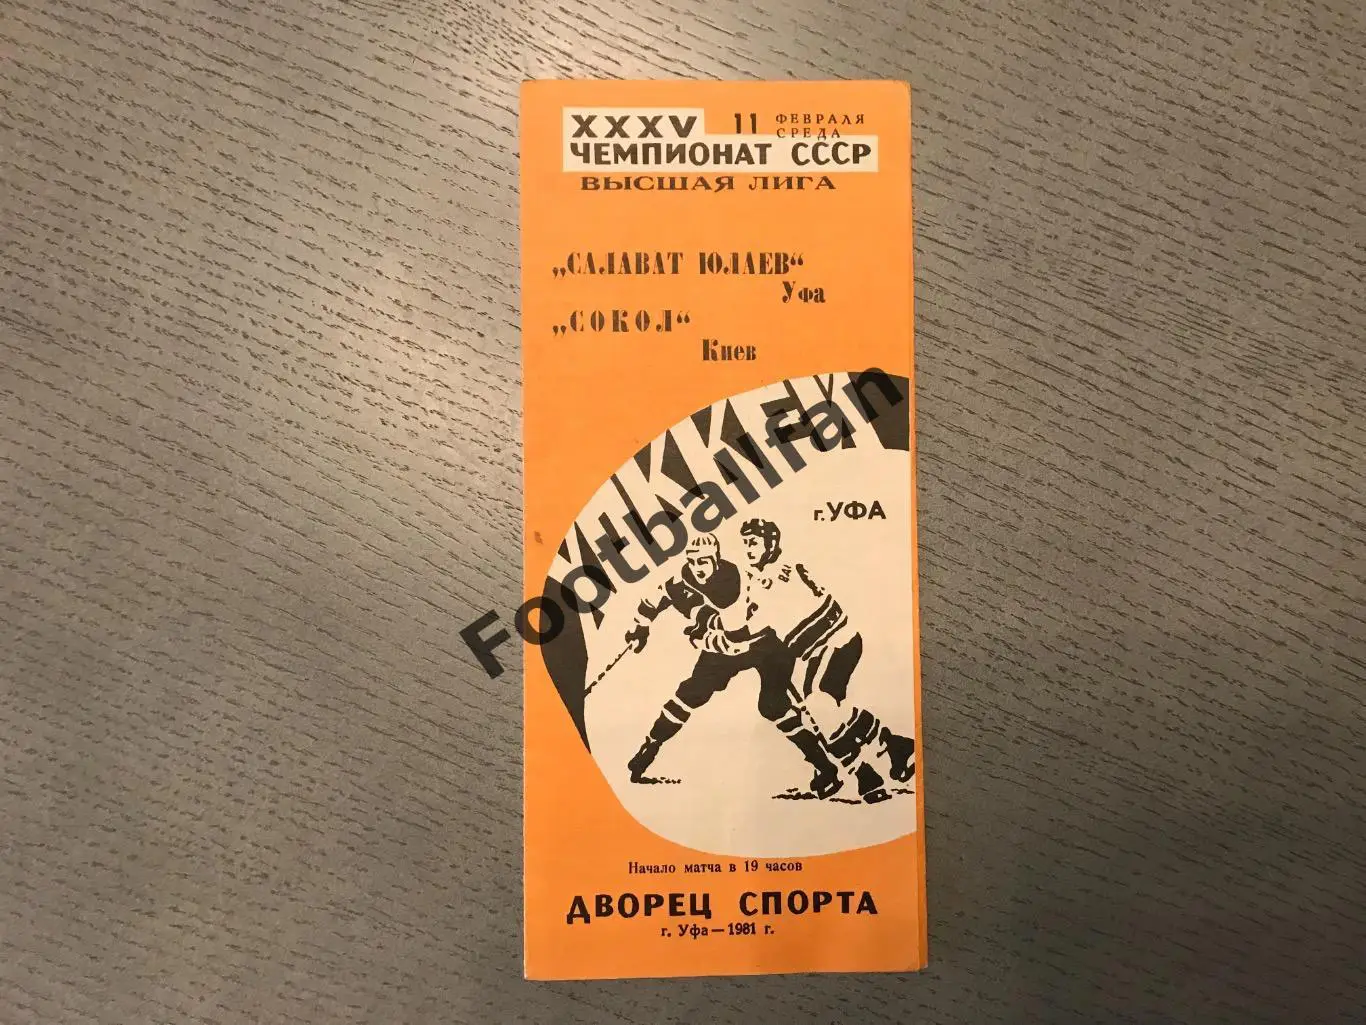 XXXV 11 ФЕВРАЛЯ
СРЕДА
ЧЕМПИОНАТ СССР
ВЫСШАЯ ЛИГА
„САЛАВАТ ЮЛАЕВ“
Уфа
„СОКОЛ“
Киев
Footballfan
г. УФА
Начало матча в 19 часов
ДВОРЕЦ СПОРТА
г. Уфа—1981 г.